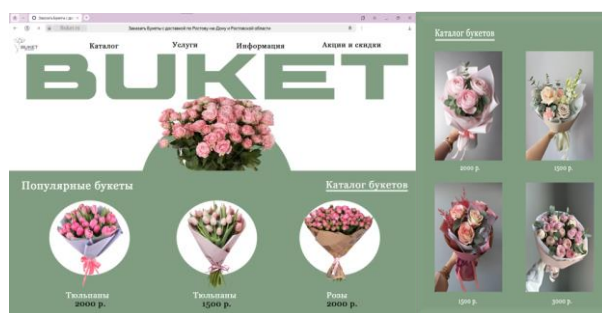 Заказать букеты с доставкой по Ростову-на-Дону и Ростовской области
BUKET
Каталог
Услуги
Информация
Акции и скидки
BUKET
Популярные букеты
Каталог букетов
Тюльпаны
2000 р.
Тюльпаны
1500 р.
Розы
2000 р.
Каталог букетов
2000 р.
1500 р.
1500 р.
3000 р.